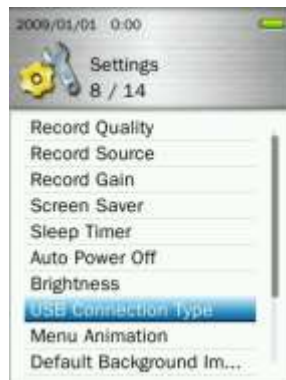 2009/01/01 0:00
Settings
8 / 14
Record Quality
Record Source
Record Gain
Screen Saver
Sleep Timer
Auto Power Off
Brightness
USB Connection Type
Menu Animation
Default Background Im...